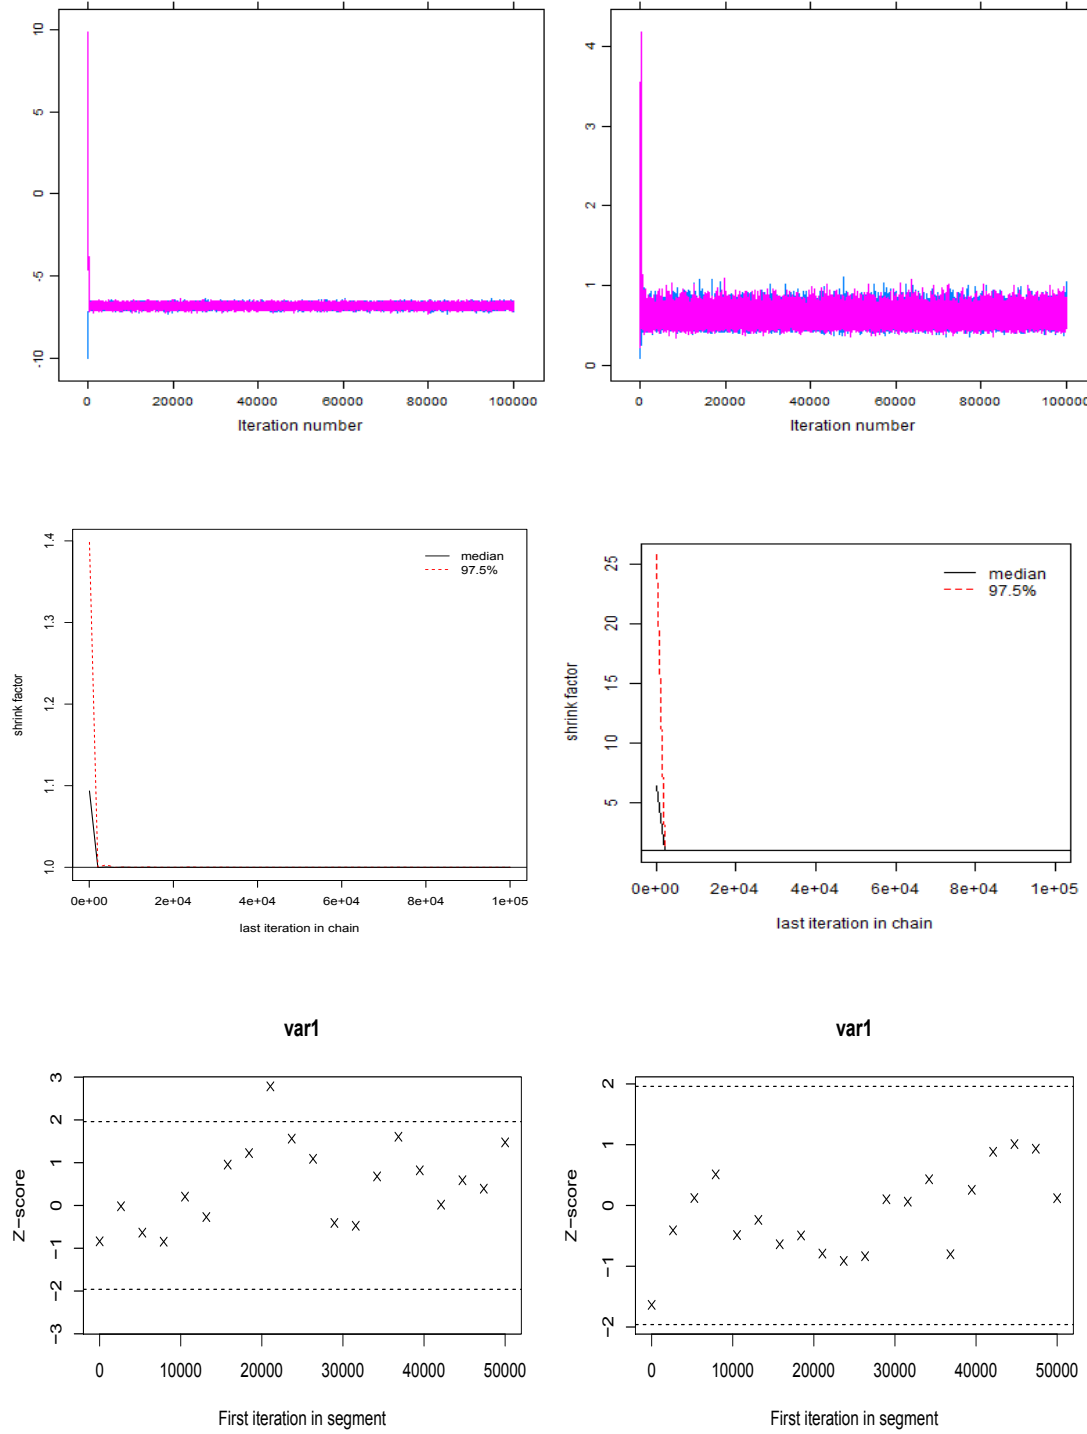 10
5
0
-5
-10
0 20000 40000 60000 80000 100000
Iteration number
4
3
2
1
0
0 20000 40000 60000 80000 100000
Iteration number
1.4
1.3
1.2
1.1
1.0
shrink factor
median
97.5%
0e+00 2e+04 4e+04 6e+04 8e+04 1e+05
last iteration in chain
25
20
15
10
5
shrink factor
median
97.5%
0e+00 2e+04 4e+04 6e+04 8e+04 1e+05
last iteration in chain
var1
3
2
1
0
-1
-2
-3
Z-score
0 10000 20000 30000 40000 50000
First iteration in segment
var1
2
1
0
-1
-2
Z-score
0 10000 20000 30000 40000 50000
First iteration in segment